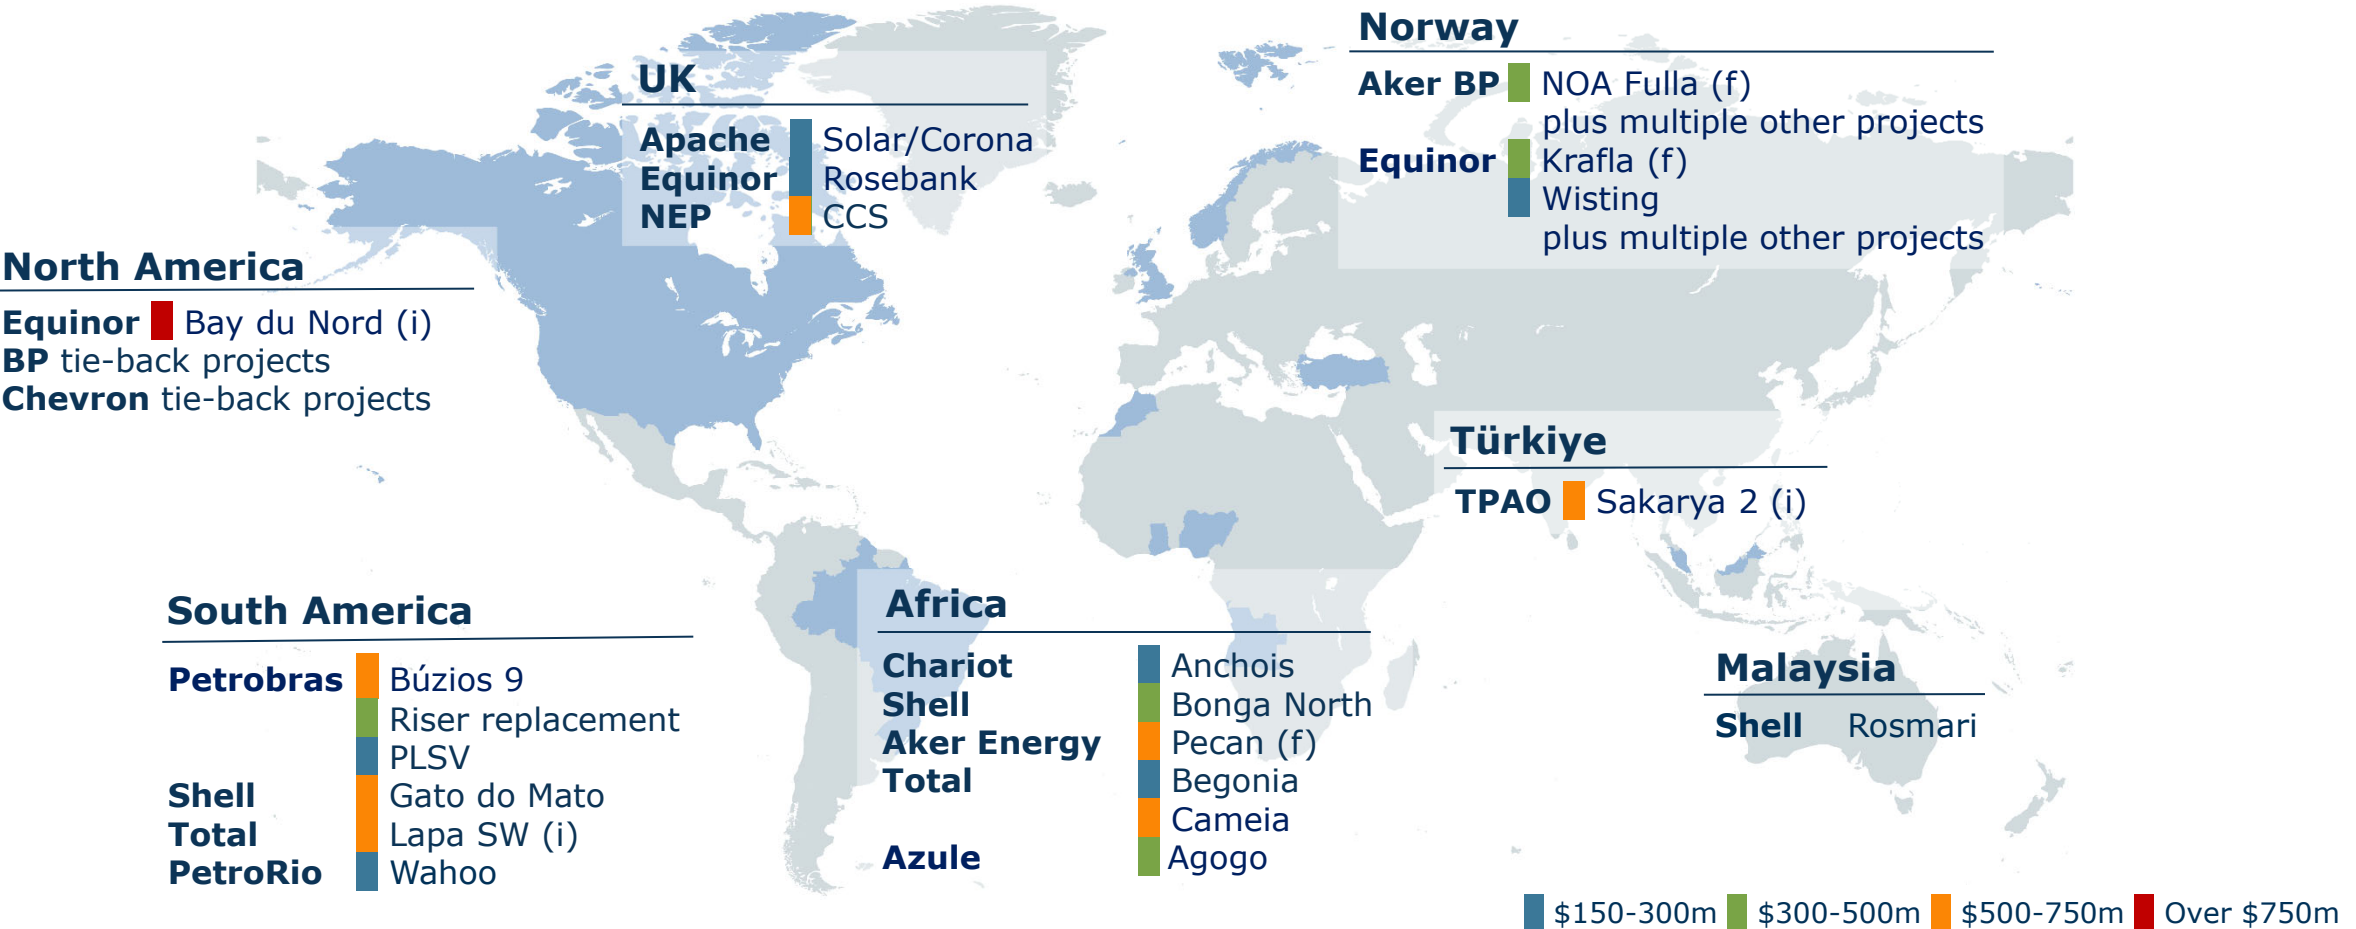 Norway
Aker BP NOA Fulla (f)
plus multiple other projects
Equinor Krafla (f)
Wisting
plus multiple other projects
UK
Apache Solar/Corona
Equinor Rosebank
NEP CCS
North America
Equinor Bay du Nord (i)
BP tie-back projects
Chevron tie-back projects
Türkiye
TPAO Sakarya 2 (i)
South America
Petrobras Búzios 9
Riser replacement
PLSV
Shell Gato do Mato
Total Lapa SW (i)
PetroRio Wahoo
Africa
Chariot Anchois
Shell Bonga North
Aker Energy Pecan (f)
Total Begonia
Cameia
Azule Agogo
Malaysia
Shell Rosmari
$150-300m $300-500m $500-750m Over $750m